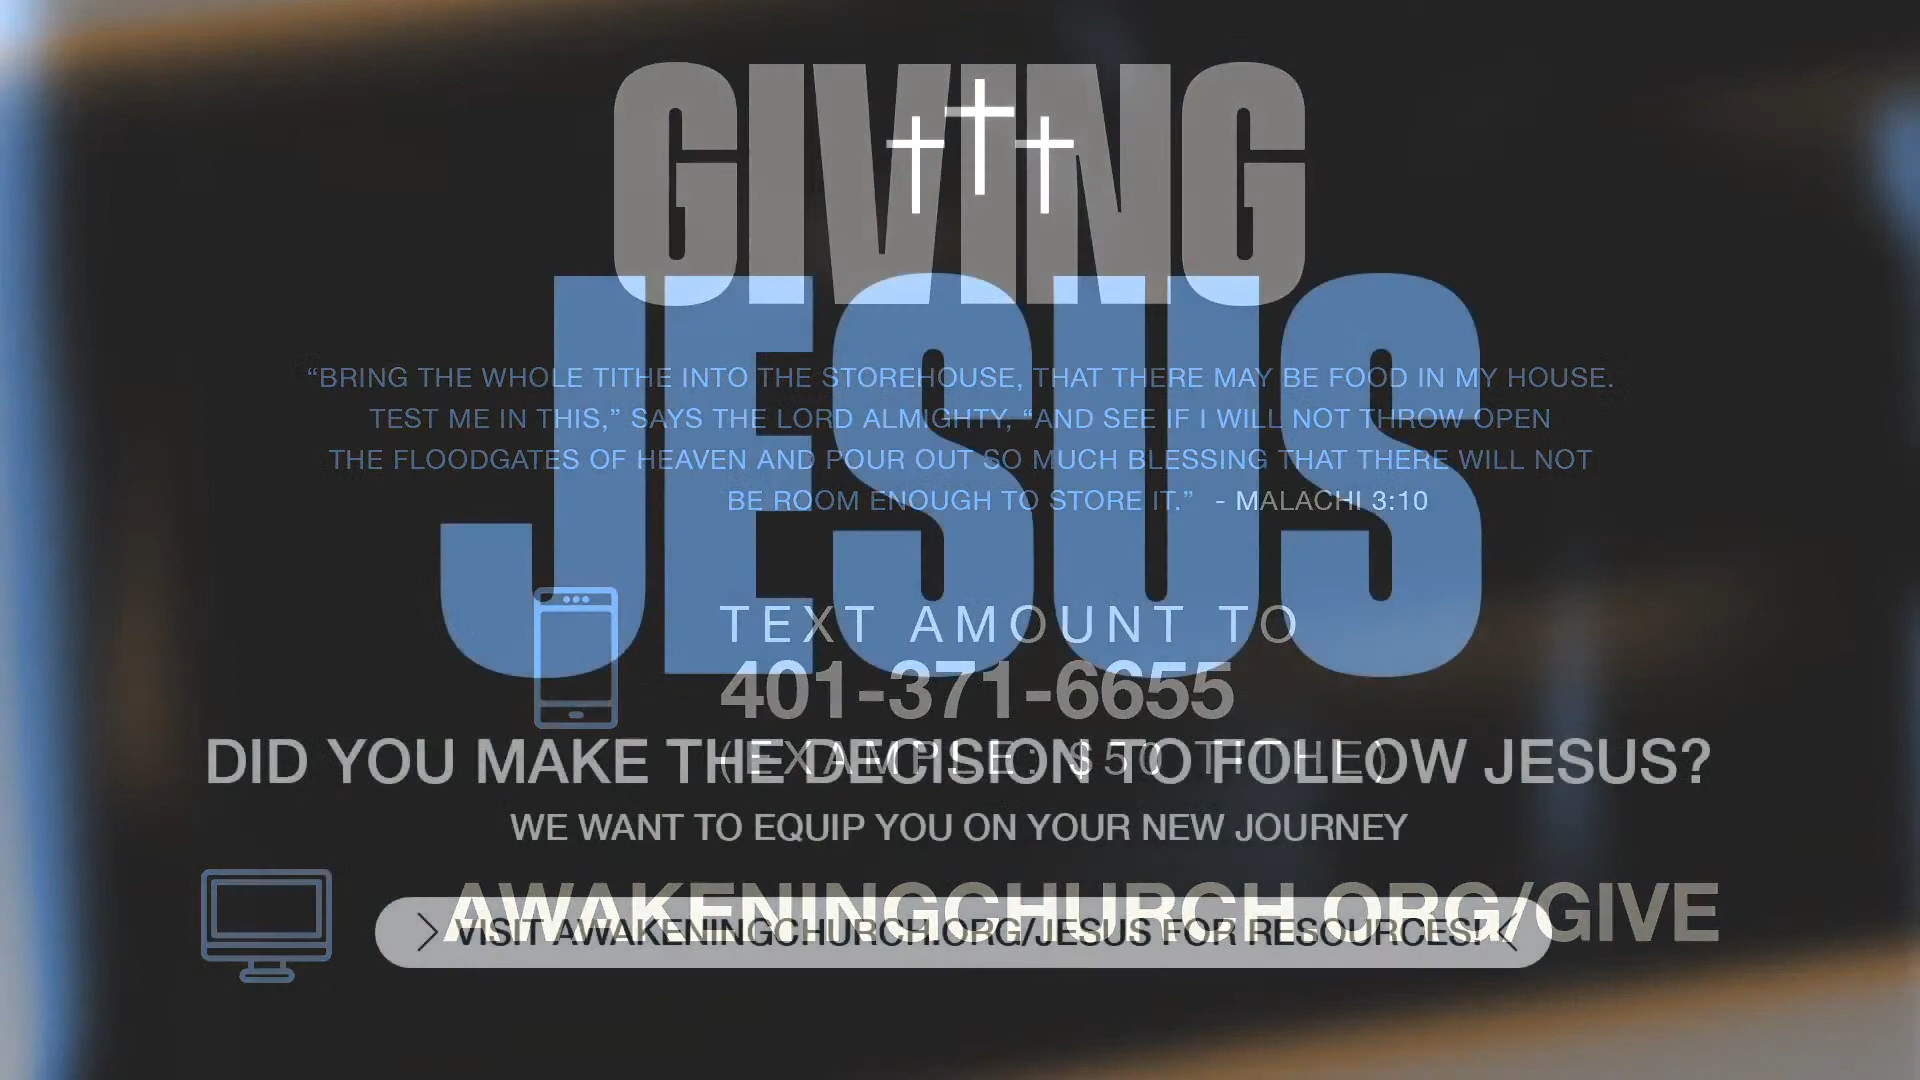 GIVING
JESUS
“BRING THE WHOLE TITHE INTO THE STOREHOUSE, THAT THERE MAY BE FOOD IN MY HOUSE.
TEST ME IN THIS,” SAYS THE LORD ALMIGHTY, “AND SEE IF I WILL NOT THROW OPEN
THE FLOODGATES OF HEAVEN AND POUR OUT SO MUCH BLESSING THAT THERE WILL NOT
BE ROOM ENOUGH TO STORE IT.” - MALACHI 3:10
TEXT AMOUNT TO
401-371-6655
(EXAMPLE: $50 TITHE)
DID YOU MAKE THE DECISION TO FOLLOW JESUS?
WE WANT TO EQUIP YOU ON YOUR NEW JOURNEY
AWAKENINGCHURCH.ORG/GIVE
VISIT AWAKENINGCHURCH.ORG/JESUS FOR RESOURCES!